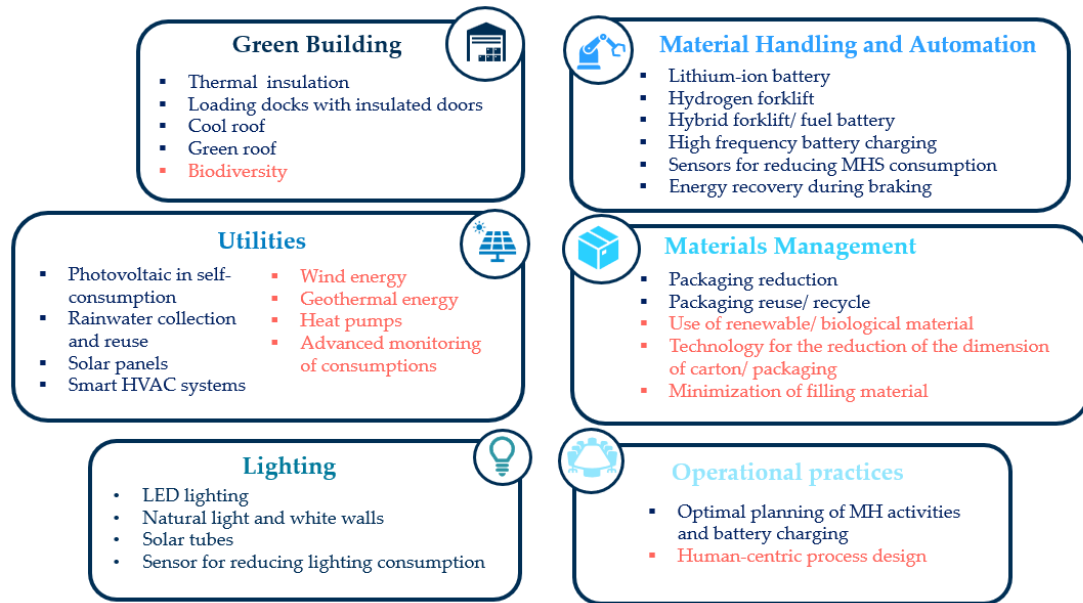 Green Building
▪ Thermal insulation
▪ Loading docks with insulated doors
▪ Cool roof
▪ Green roof
▪ Biodiversity
Material Handling and Automation
▪ Lithium-ion battery
▪ Hydrogen forklift
▪ Hybrid forklift/ fuel battery
▪ High frequency battery charging
▪ Sensors for reducing MHS consumption
▪ Energy recovery during braking
Utilities
▪ Photovoltaic in self-
consumption
▪ Rainwater collection
and reuse
▪ Solar panels
▪ Smart HVAC systems
▪ Wind energy
▪ Geothermal energy
▪ Heat pumps
▪ Advanced monitoring
of consumptions
Materials Management
▪ Packaging reduction
▪ Packaging reuse/ recycle
▪ Use of renewable/ biological material
▪ Technology for the reduction of the dimension
of carton/ packaging
▪ Minimization of filling material
Lighting
• LED lighting
• Natural light and white walls
• Solar tubes
• Sensor for reducing lighting consumption
Operational practices
▪ Optimal planning of MH activities
and battery charging
▪ Human-centric process design